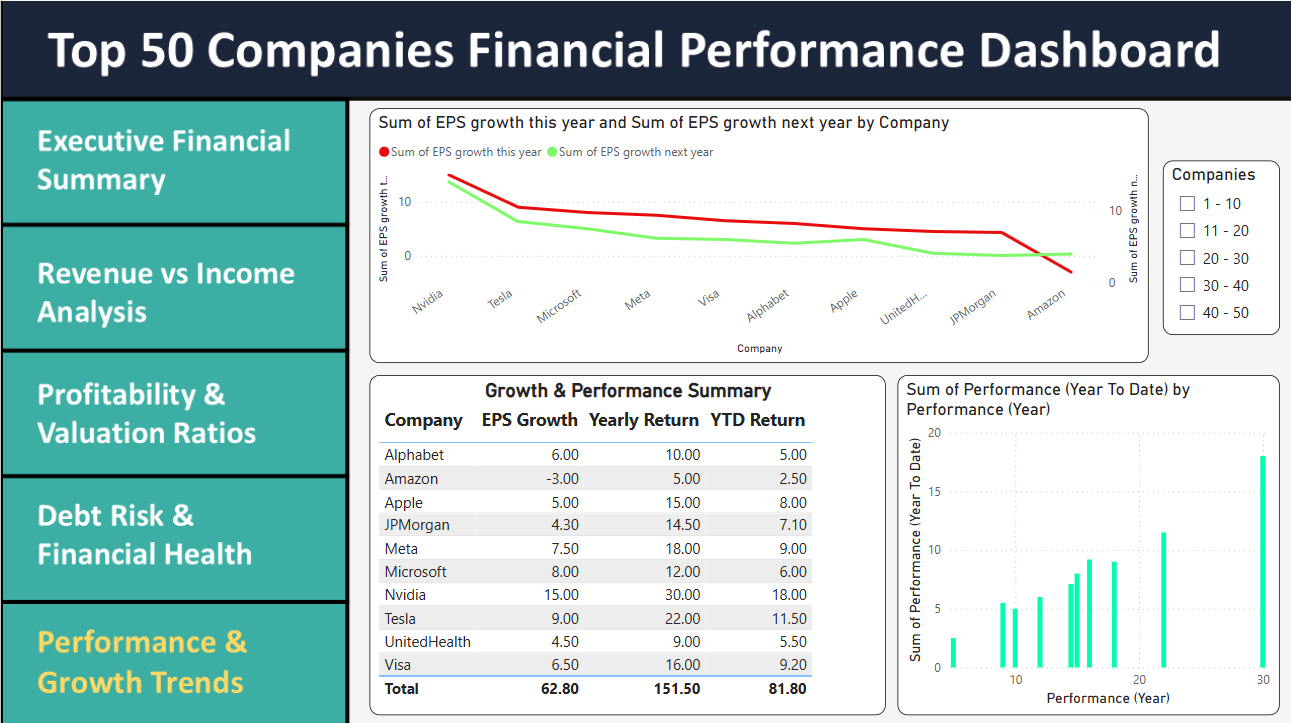 Top 50 Companies Financial Performance Dashboard
Executive Financial
Summary
Revenue vs Income
Analysis
Profitability &
Valuation Ratios
Debt Risk &
Financial Health
Performance &
Growth Trends
Sum of EPS growth this year and Sum of EPS growth next year by Company
Sum of EPS growth this year Sum of EPS growth next year
Sum of EPS growth t...
10
0
10
0
Sum of EPS growth n...
Nvidia
Tesla
Microsoft
Meta
Visa
Alphabet
Apple
UnitedH...
JPMorgan
Amazon
Company
Companies
1 - 10
11 - 20
20 - 30
30 - 40
40 - 50
Growth & Performance Summary
Company EPS Growth Yearly Return YTD Return
Alphabet 6.00 10.00 5.00
Amazon -3.00 5.00 2.50
Apple 5.00 15.00 8.00
JPMorgan 4.30 14.50 7.10
Meta 7.50 18.00 9.00
Microsoft 8.00 12.00 6.00
Nvidia 15.00 30.00 18.00
Tesla 9.00 22.00 11.50
UnitedHealth 4.50 9.00 5.50
Visa 6.50 16.00 9.20
Total 62.80 151.50 81.80
Sum of Performance (Year To Date) by
Performance (Year)
Sum of Performance (Year To Date)
20
15
10
5
0
10 20 30
Performance (Year)